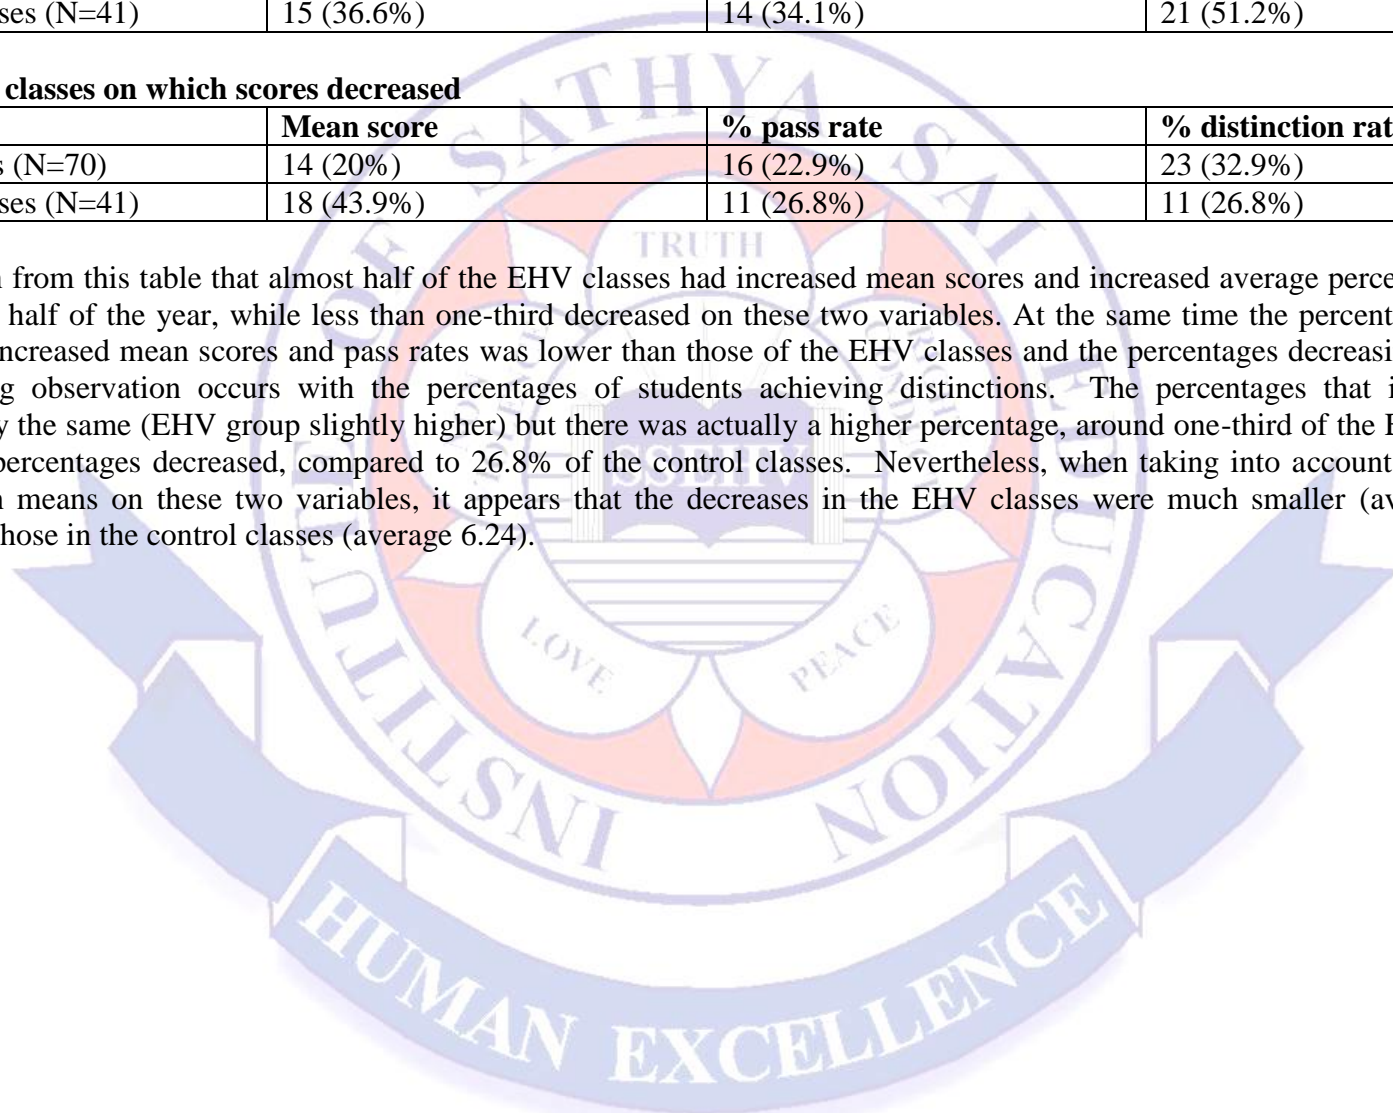 ses (N=41) 15 (36.6%) 14 (34.1%) 21 (51.2%)
classes on which scores decreased
Mean score % pass rate % distinction rat
s (N=70) 14 (20%) 16 (22.9%) 23 (32.9%)
ses (N=41) 18 (43.9%) 11 (26.8%) 11 (26.8%)
n from this table that almost half of the EHV classes had increased mean scores and increased average perce
half of the year, while less than one-third decreased on these two variables. At the same time the percent
ncreased mean scores and pass rates was lower than those of the EHV classes and the percentages decreasi
g observation occurs with the percentages of students achieving distinctions. The percentages that i
y the same (EHV group slightly higher) but there was actually a higher percentage, around one-third of the E
percentages decreased, compared to 26.8% of the control classes. Nevertheless, when taking into account
n means on these two variables, it appears that the decreases in the EHV classes were much smaller (av
hose in the control classes (average 6.24).
INSTITUTE OF SATHYA SAI EDUCATION
TRUTH
RIGHT CONDUCT
SSEHV
LOVE
PEACE
HUMAN EXCELLENCE